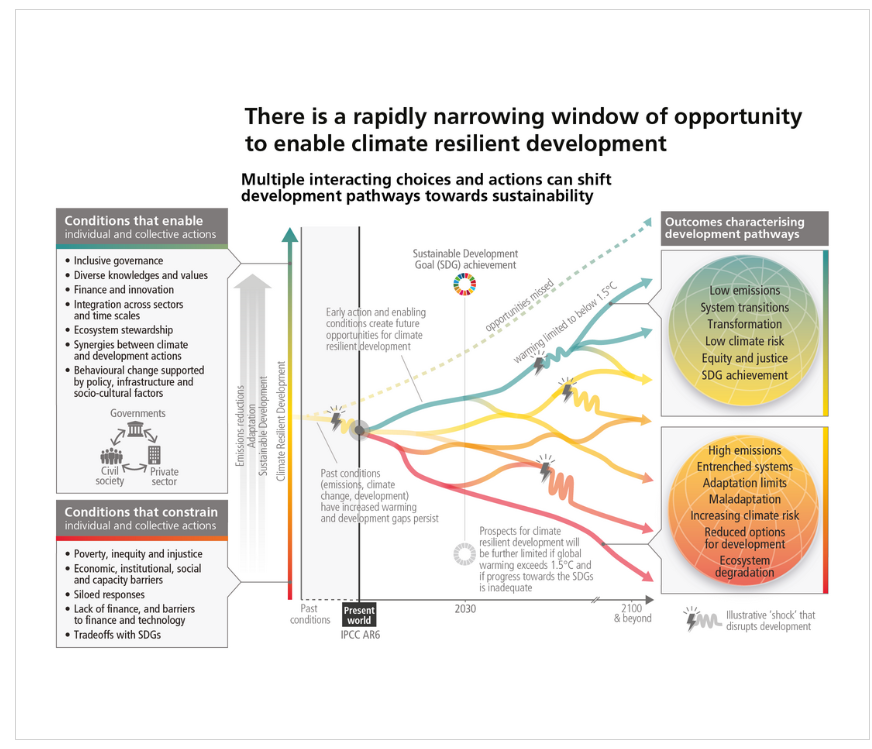 There is a rapidly narrowing window of opportunity
to enable climate resilient development
Multiple interacting choices and actions can shift
development pathways towards sustainability
Conditions that enable
individual and collective actions
• Inclusive governance
• Diverse knowledges and values
• Finance and innovation
• Integration across sectors
and time scales
• Ecosystem stewardship
• Synergies between climate
and development actions
• Behavioural change supported
by policy, infrastructure and
socio-cultural factors
Governments
Civil
society
Private
sector
Conditions that constrain
individual and collective actions
• Poverty, inequity and injustice
• Economic, institutional, social
and capacity barriers
• Siloed responses
• Lack of finance, and barriers
to finance and technology
• Tradeoffs with SDGs
Emissions reductions
Adaptation
Sustainable Development
Climate Resilient Development
Sustainable Development
Goal (SDG) achievement
Early action and enabling
conditions create future
opportunities for climate
resilient development
opportunities missed
warming limited to below 1.5°C
Past conditions
(emissions, climate
change, development)
have increased warming
and development gaps persist
Prospects for climate
resilient development will
be further limited if global
warming exceeds 1.5°C and
if progress towards the SDGs
is inadequate
Past
conditions
Present
world
IPCC AR6
2030
2100
& beyond
Outcomes characterising
development pathways
Low emissions
System transitions
Transformation
Low climate risk
Equity and justice
SDG achievement
High emissions
Entrenched systems
Adaptation limits
Maladaptation
Increasing climate risk
Reduced options
for development
Ecosystem
degradation
Illustrative 'shock' that
disrupts development